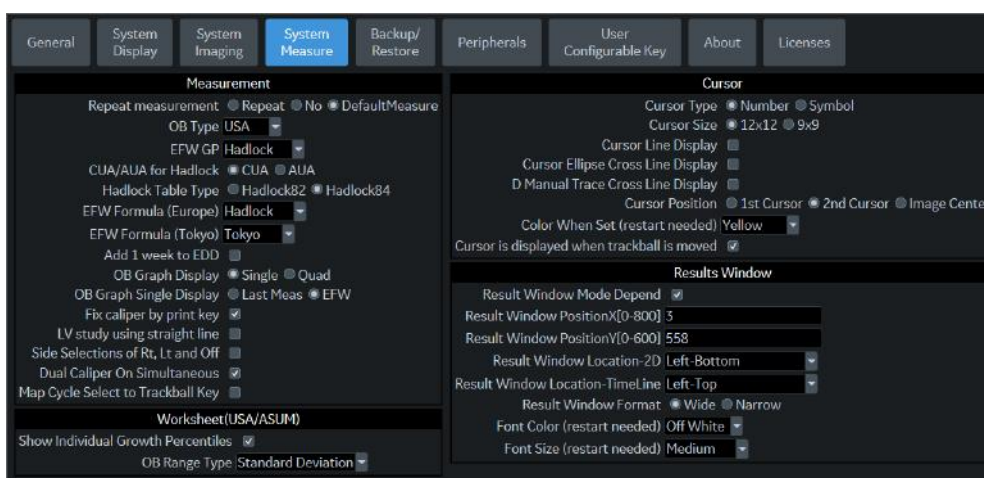 General
System Display
System Imaging
System Measure
Backup/ Restore
Peripherals
User Configurable Key
About
Licenses
Measurement
Repeat measurement Repeat No DefaultMeasure
OB Type USA
EFW GP Hadlock
CUA/AUA for Hadlock CUA AUA
Hadlock Table Type Hadlock82 Hadlock84
EFW Formula (Europe) Hadlock
EFW Formula (Tokyo) Tokyo
Add 1 week to EDD
OB Graph Display Single Quad
OB Graph Single Display Last Meas EFW
Fix caliper by print key
LV study using straight line
Side Selections of Rt, Lt and Off
Dual Caliper On Simultaneous
Map Cycle Select to Trackball Key
Worksheet(USA/ASUM)
Show Individual Growth Percentiles
OB Range Type Standard Deviation
Cursor
Cursor Type Number Symbol
Cursor Size 12x12 9x9
Cursor Line Display
Cursor Ellipse Cross Line Display
D Manual Trace Cross Line Display
Cursor Position 1st Cursor 2nd Cursor Image Cente
Color When Set (restart needed) Yellow
Cursor is displayed when trackball is moved
Results Window
Result Window Mode Depend
Result Window PositionX[0-800] 3
Result Window PositionY[0-600] 558
Result Window Location-2D Left-Bottom
Result Window Location-TimeLine Left-Top
Result Window Format Wide Narrow
Font Color (restart needed) Off White
Font Size (restart needed) Medium